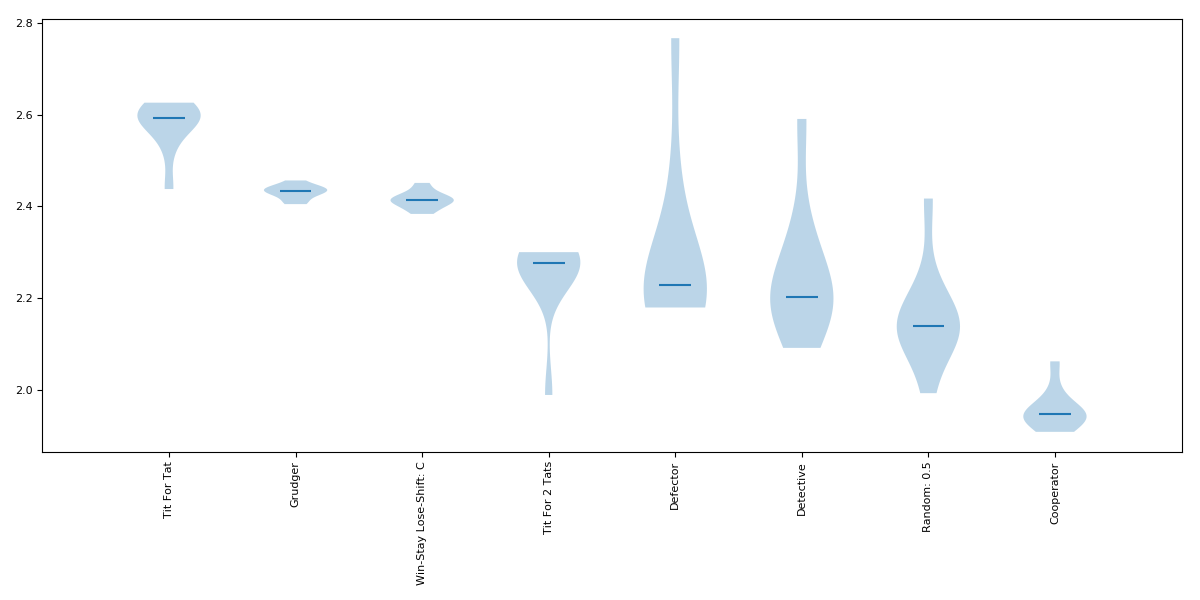 2.8
2.6
2.4
2.2
2.0
Tit For Tat
Grudger
Win-Stay Lose-Shift: C
Tit For 2 Tats
Defector
Detective
Random: 0.5
Cooperator